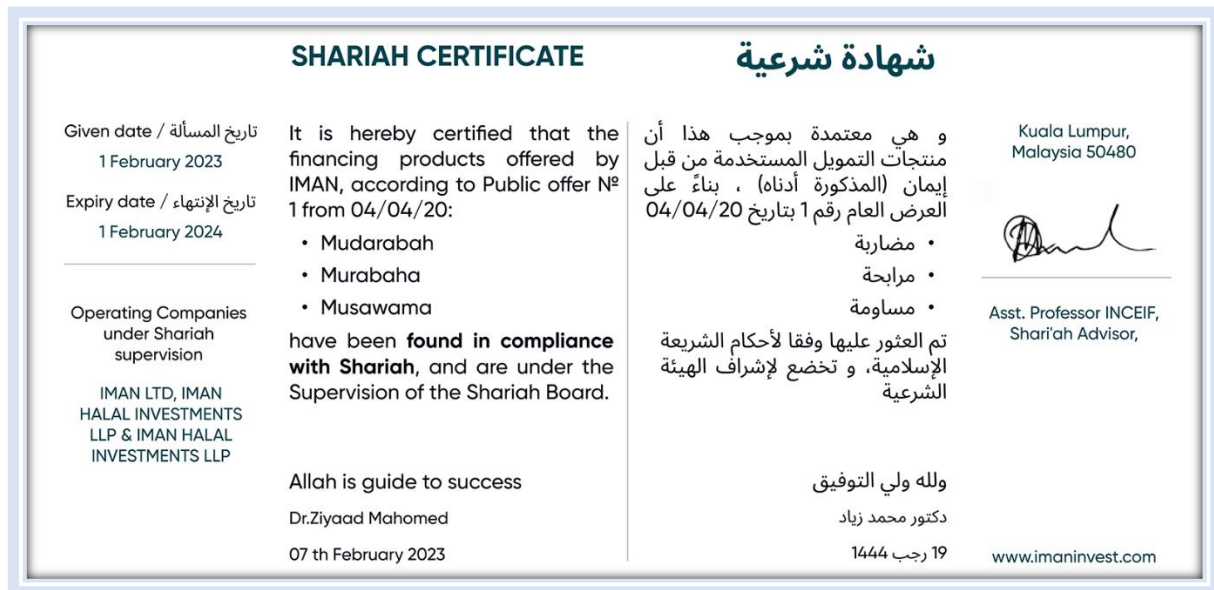 SHARIAH CERTIFICATE
شهادة شرعية
Given date / تاريخ المسألة
1 February 2023
Expiry date / تاريخ الإنتهاء
1 February 2024
Operating Companies
under Shariah
supervision
IMAN LTD, IMAN
HALAL INVESTMENTS
LLP & IMAN HALAL
INVESTMENTS LLP
It is hereby certified that the
financing products offered by
IMAN, according to Public offer №
1 from 04/04/20:
• Mudarabah
• Murabaha
• Musawama
have been found in compliance
with Shariah, and are under the
Supervision of the Shariah Board.
Allah is guide to success
Dr.Ziyaad Mahomed
07 th February 2023
و هي معتمدة بموجب هذا أن
منتجات التمويل المستخدمة من قبل
إيمان (المذكورة أدناه) ، بناءً على
العرض العام رقم 1 بتاريخ 04/04/20
• مضاربة
• مرابحة
• مساومة
تم العثور عليها وفقا لأحكام الشريعة
الإسلامية، و تخضع لإشراف الهيئة
الشرعية
ولله ولي التوفيق
دكتور محمد زياد
19 رجب 1444
Kuala Lumpur,
Malaysia 50480
Asst. Professor INCEIF,
Shari'ah Advisor,
www.imaninvest.com